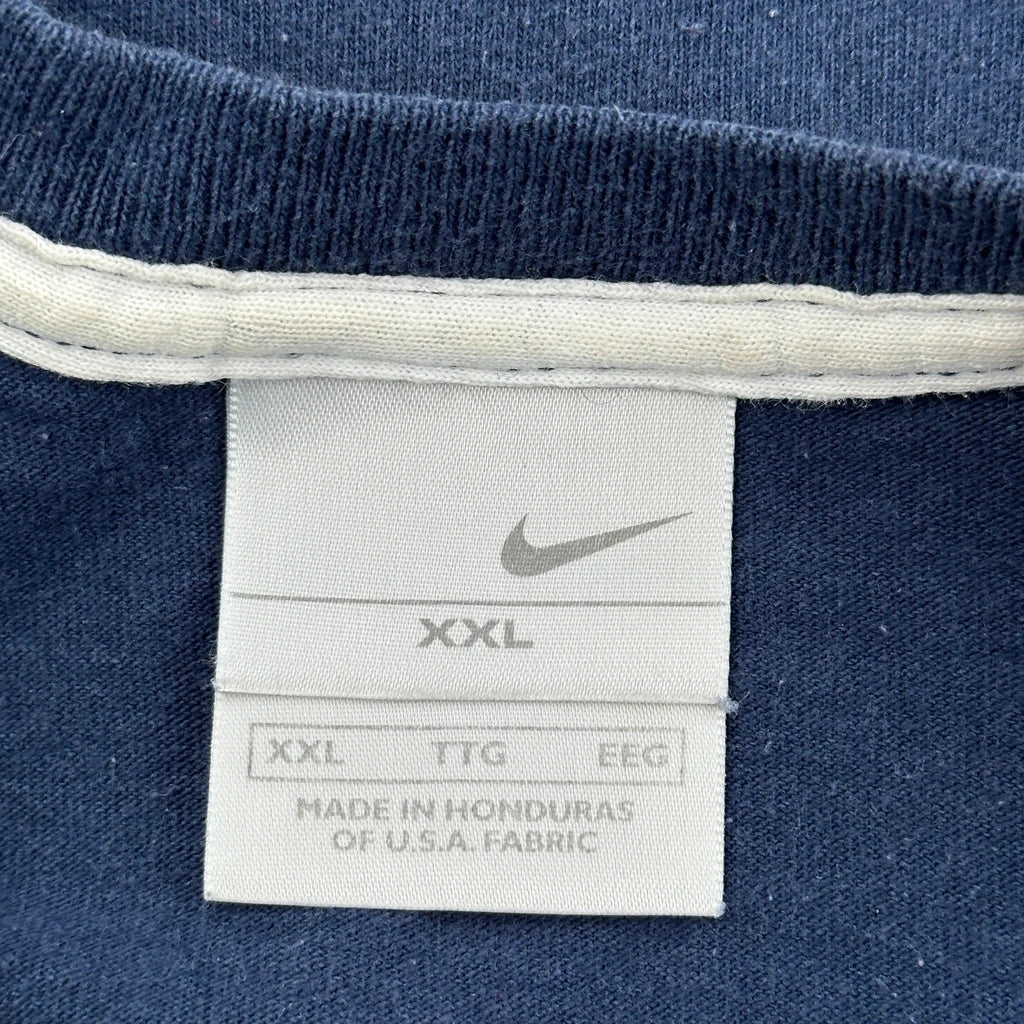 XXL
XXL TTG EEG
MADE IN HONDURAS
OF U.S.A. FABRIC